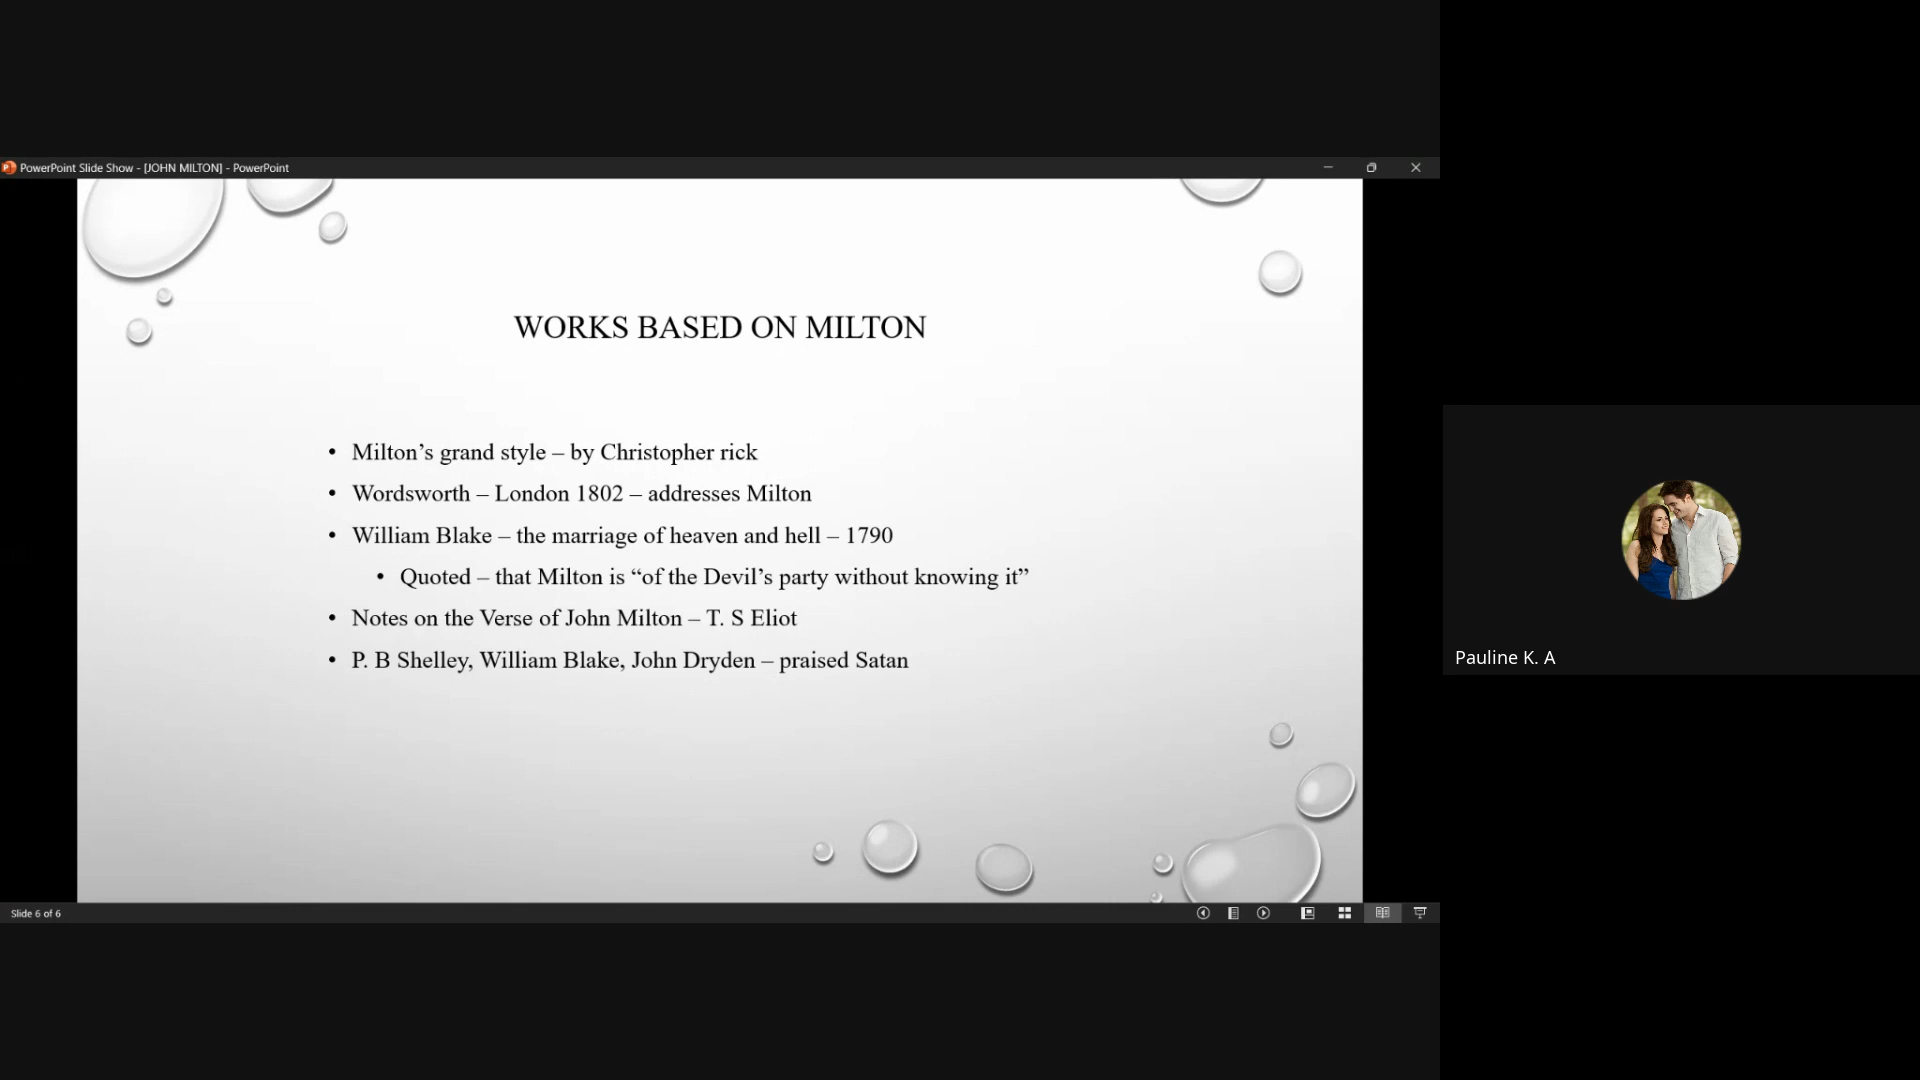 PowerPoint Slide Show - [JOHN MILTON] - PowerPoint
WORKS BASED ON MILTON
• Milton’s grand style – by Christopher rick
• Wordsworth – London 1802 – addresses Milton
• William Blake – the marriage of heaven and hell – 1790
• Quoted – that Milton is “of the Devil’s party without knowing it”
• Notes on the Verse of John Milton – T. S Eliot
• P. B Shelley, William Blake, John Dryden – praised Satan
Pauline K. A
Slide 6 of 6